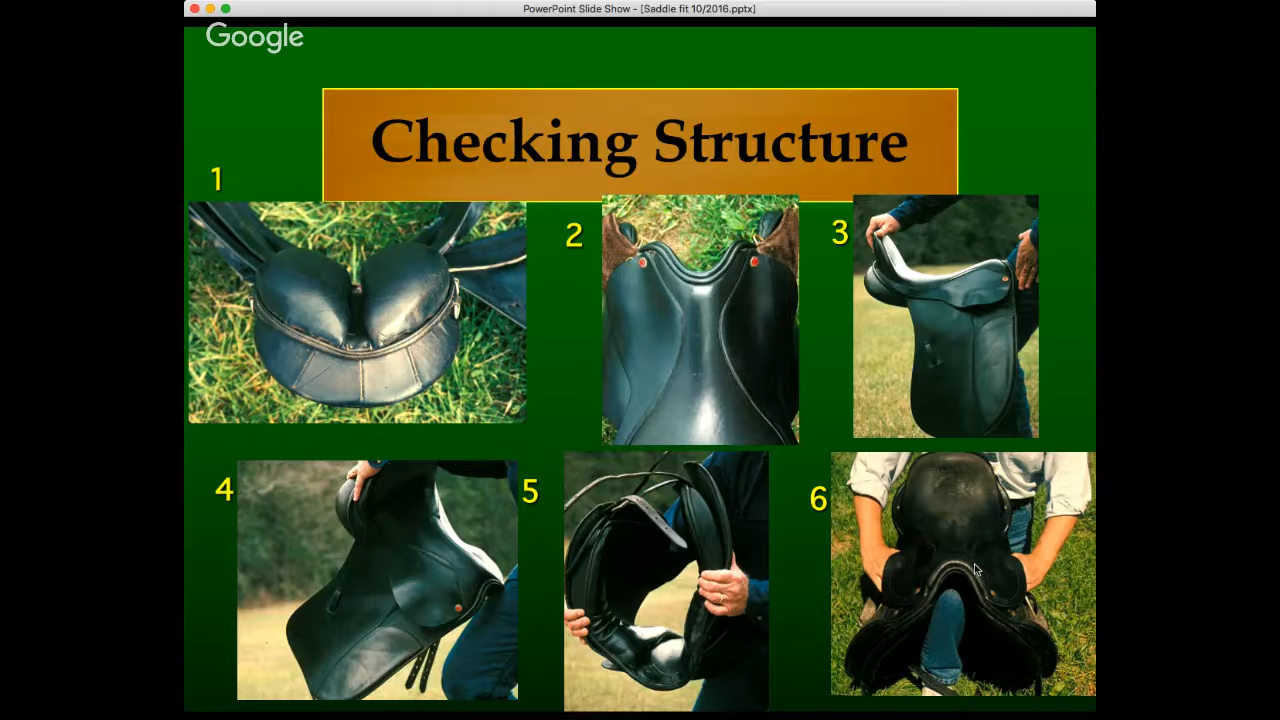 PowerPoint Slide Show - [Saddle fit 10/2016.pptx]
Google
Checking Structure
1
2
3
4
5
6